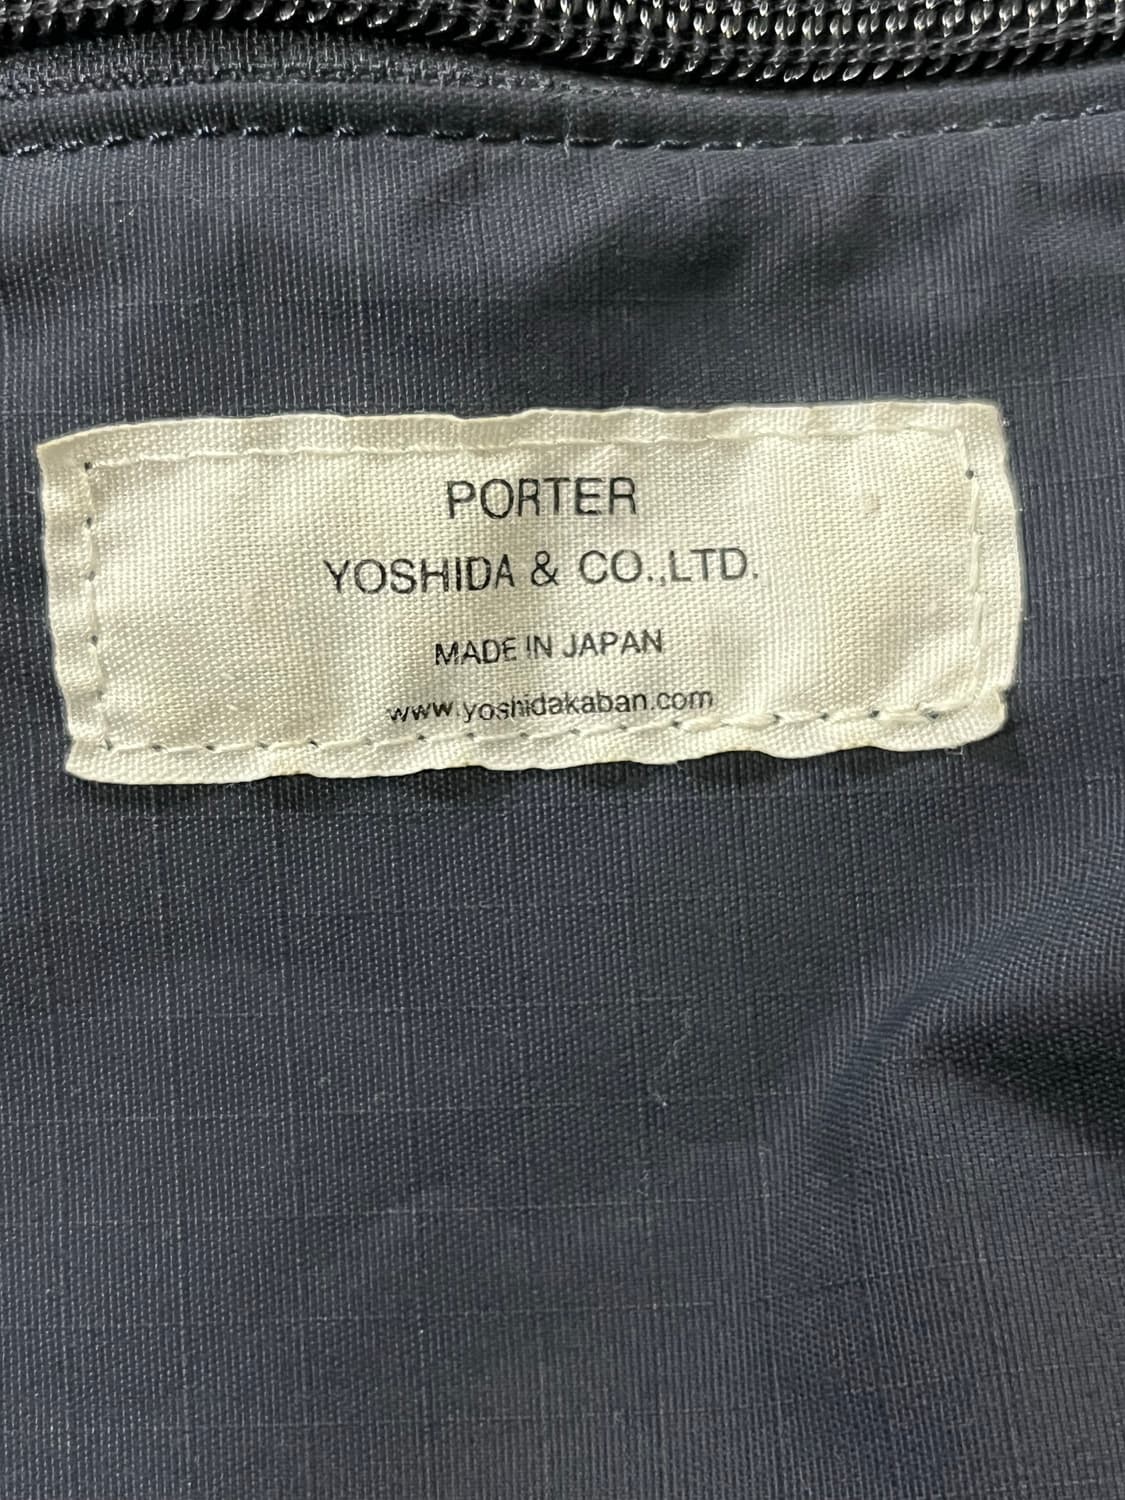 PORTER
YOSHIDA & CO.,LTD.
MADE IN JAPAN
www.yoshidakaban.com